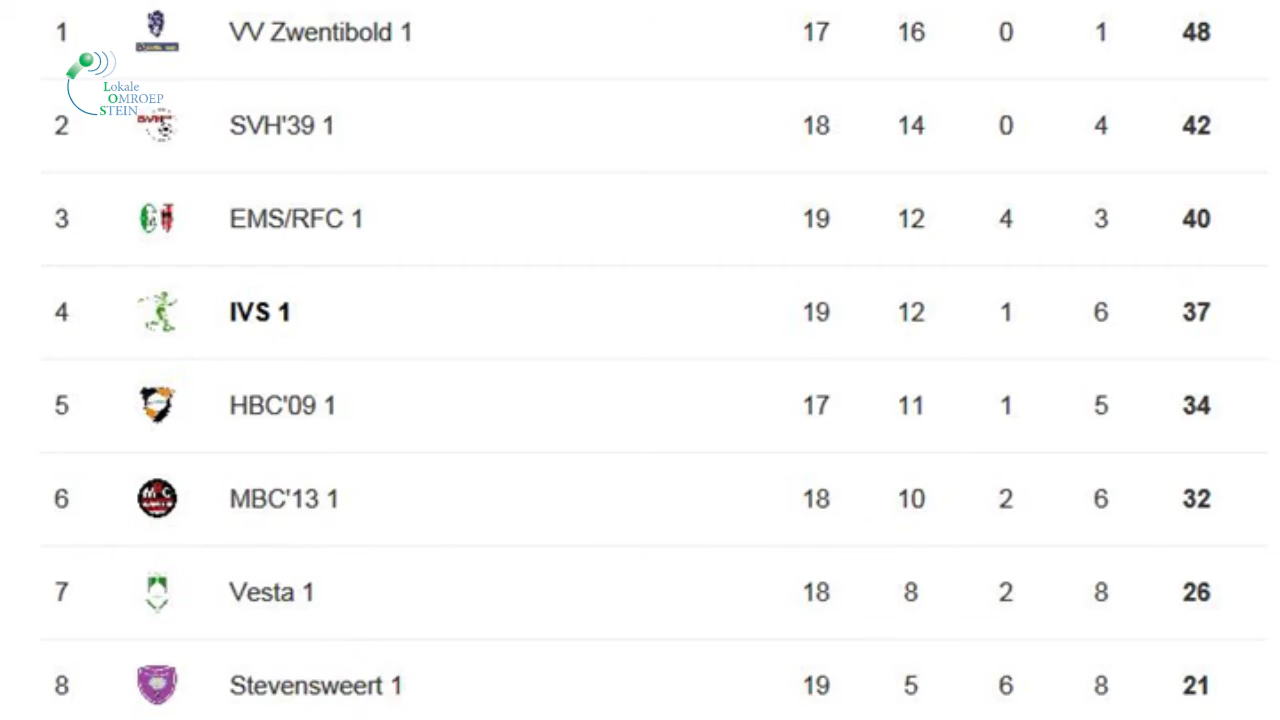 1 VV Zwentibold 1 17 16 0 1 48
Lokale
OMROEP
STEIN
2 SVH'39 1 18 14 0 4 42
3 EMS/RFC 1 19 12 4 3 40
4 IVS 1 19 12 1 6 37
5 HBC'09 1 17 11 1 5 34
6 MBC'13 1 18 10 2 6 32
7 Vesta 1 18 8 2 8 26
8 Stevensweert 1 19 5 6 8 21